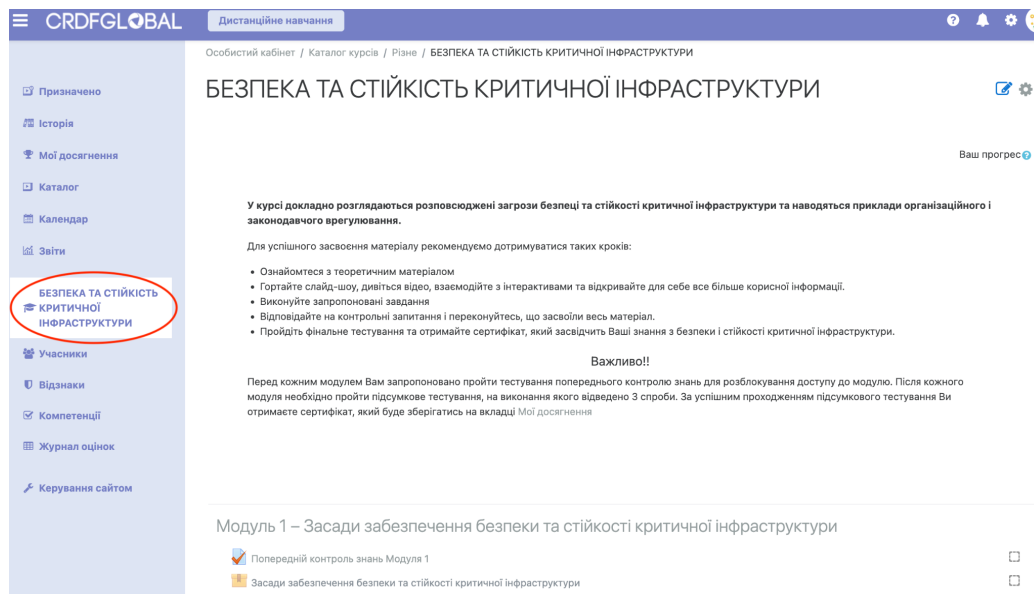 CRDFGLOBAL
Дистанційне навчання
Особистий кабінет / Каталог курсів / Різне / БЕЗПЕКА ТА СТІЙКІСТЬ КРИТИЧНОЇ ІНФРАСТРУКТУРИ
БЕЗПЕКА ТА СТІЙКІСТЬ КРИТИЧНОЇ ІНФРАСТРУКТУРИ
Призначено
Історія
Мої досягнення
Каталог
Календар
Звіти
БЕЗПЕКА ТА СТІЙКІСТЬ
КРИТИЧНОЇ
ІНФРАСТРУКТУРИ
Учасники
Відзнаки
Компетенції
Журнал оцінок
Керування сайтом
Ваш прогрес
У курсі докладно розглядаються розповсюджені загрози безпеці та стійкості критичної інфраструктури та наводяться приклади організаційного і
законодавчого врегулювання.
Для успішного засвоєння матеріалу рекомендуємо дотримуватися таких кроків:
• Ознайомтеся з теоретичним матеріалом
• Гортайте слайд-шоу, дивіться відео, взаємодійте з інтерактивами та відкривайте для себе все більше корисної інформації.
• Виконуйте запропоновані завдання
• Відповідайте на контрольні запитання і переконуйтесь, що засвоїли весь матеріал.
• Пройдіть фінальне тестування та отримайте сертифікат, який засвідчить Ваші знання з безпеки і стійкості критичної інфраструктури.
Важливо!!
Перед кожним модулем Вам запропоновано пройти тестування попереднього контролю знань для розблокування доступу до модулю. Після кожного
модуля необхідно пройти підсумкове тестування, на виконання якого відведено 3 спроби. За успішним проходженням підсумкового тестування Ви
отримаєте сертифікат, який буде зберігатись на вкладці Мої досягнення
Модуль 1 – Засади забезпечення безпеки та стійкості критичної інфраструктури
Попередній контроль знань Модуля 1
Засади забезпечення безпеки та стійкості критичної інфраструктури